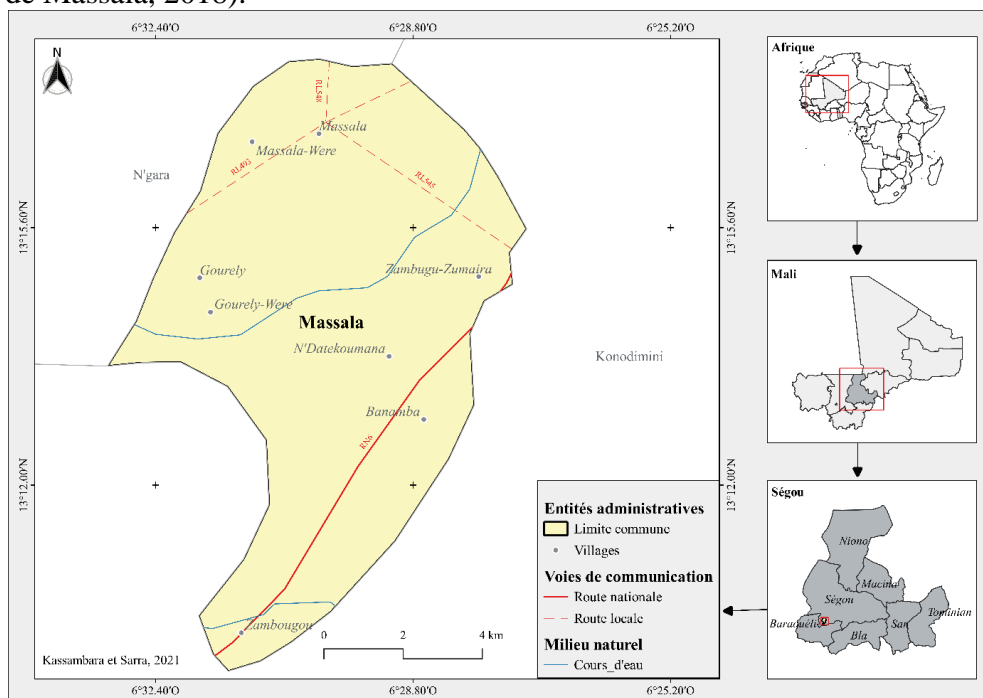 de Massala, 2018).
6°32.40'O 6°28.80'O 6°25.20'O
N
RL548
Massala
Massala-Were
RL493
RL545
N'gara
13°15.60'N
13°15.60'N
Gourely
Zambugu-Zumaira
Gourely-Were
Massala
N'Datekoumana
Konodimini
Banamba
RN6
13°12.00'N
13°12.00'N
Zambougou
0 2 4 km
Kassambara et Sarra, 2021
6°32.40'O 6°28.80'O 6°25.20'O
Entités administratives
Limite commune
Villages
Voies de communication
Route nationale
Route locale
Milieu naturel
Cours_d'eau
Afrique
Mali
Ségou
Niono
Macina
Ségou
Tominian
Baraouéli
San
Bla